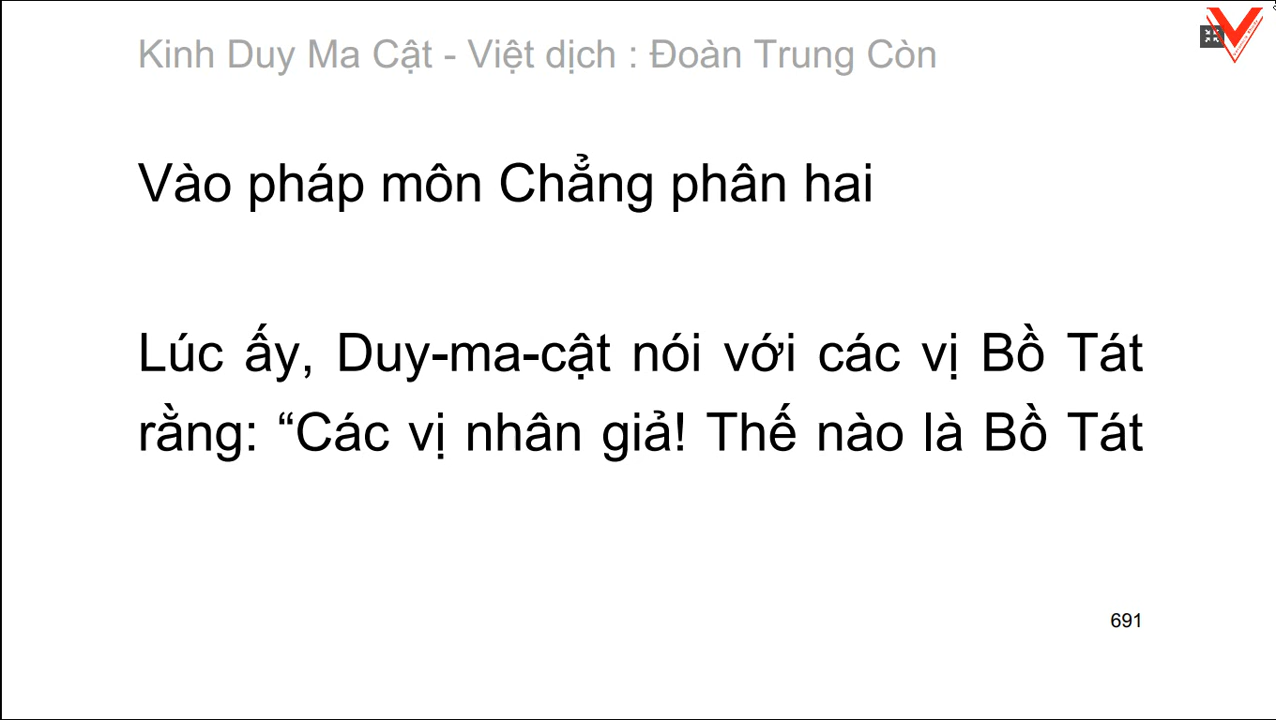 Kinh Duy Ma Cật - Việt dịch : Đoàn Trung Còn
Vào pháp môn Chẳng phân hai
Lúc ấy, Duy-ma-cật nói với các vị Bồ Tát
rằng: “Các vị nhân giả! Thế nào là Bồ Tát
691